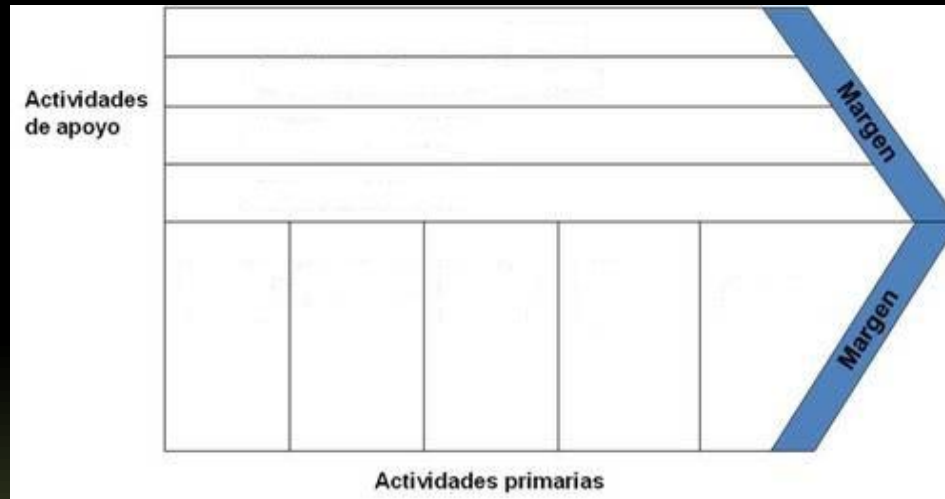 Actividades
de apoyo
Margen
Margen
Actividades primarias